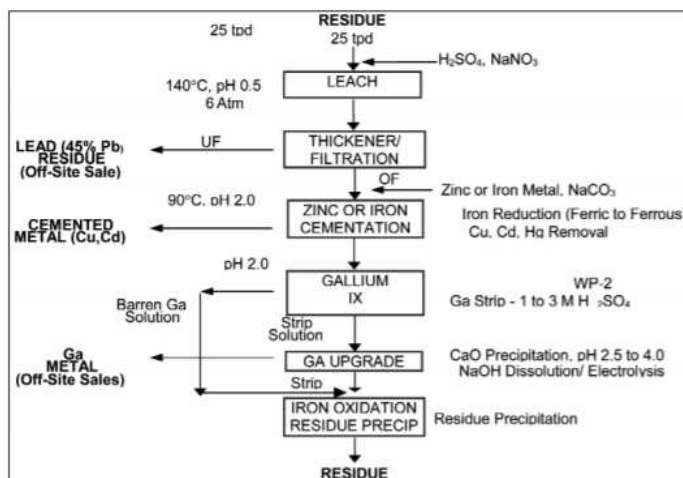 RESIDUE
25 tpd
25 tpd
H₂SO₄, NaNO₃
LEACH
140°C, pH 0.5
6 Atm
THICKENER/
FILTRATION
UF
LEAD (45% Pb)
RESIDUE
(Off-Site Sale)
OF
Zinc or Iron Metal, NaCO₃
90°C, pH 2.0
ZINC OR IRON
CEMENTATION
Iron Reduction (Ferric to Ferrous
Cu, Cd, Hg Removal
CEMENTED
METAL (Cu,Cd)
pH 2.0
GALLIUM
IX
WP-2
Ga Strip - 1 to 3 M H ₂SO₄
Barren Ga
Solution
Strip
Solution
Ga
METAL
(Off-Site Sales)
GA UPGRADE
CaO Precipitation, pH 2.5 to 4.0
NaOH Dissolution/ Electrolysis
Strip
IRON OXIDATION
RESIDUE PRECIP
Residue Precipitation
RESIDUE